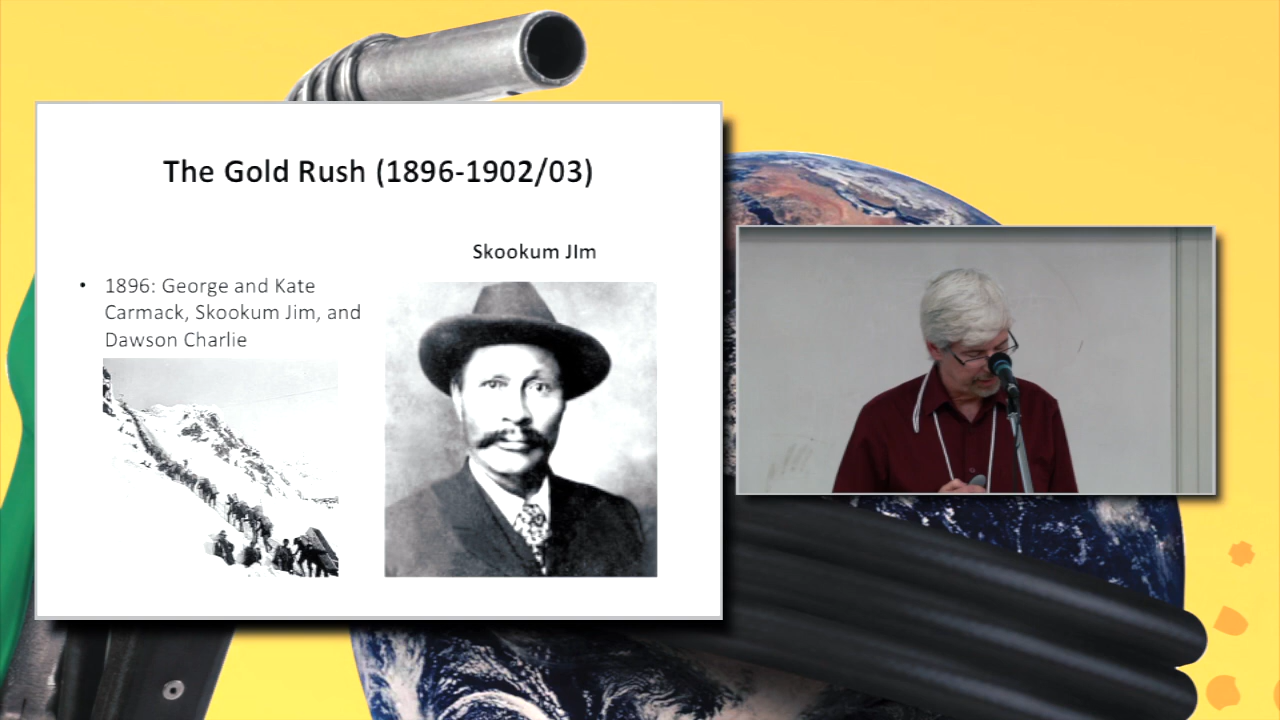 The Gold Rush (1896-1902/03)
Skookum JIm
• 1896: George and Kate
Carmack, Skookum Jim, and
Dawson Charlie